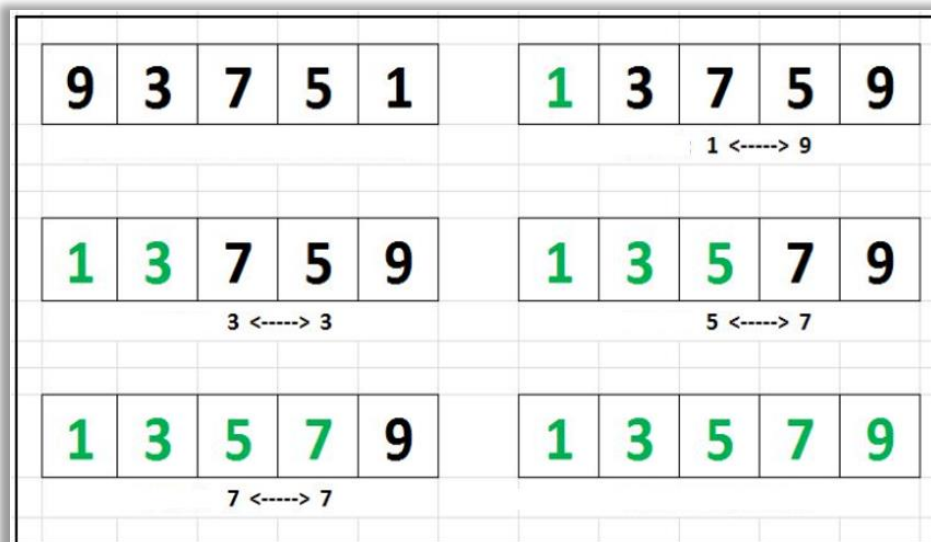 9 3 7 5 1
1 3 7 5 9
1 <-----> 9
1 3 7 5 9
3 <-----> 3
1 3 5 7 9
5 <-----> 7
1 3 5 7 9
7 <-----> 7
1 3 5 7 9